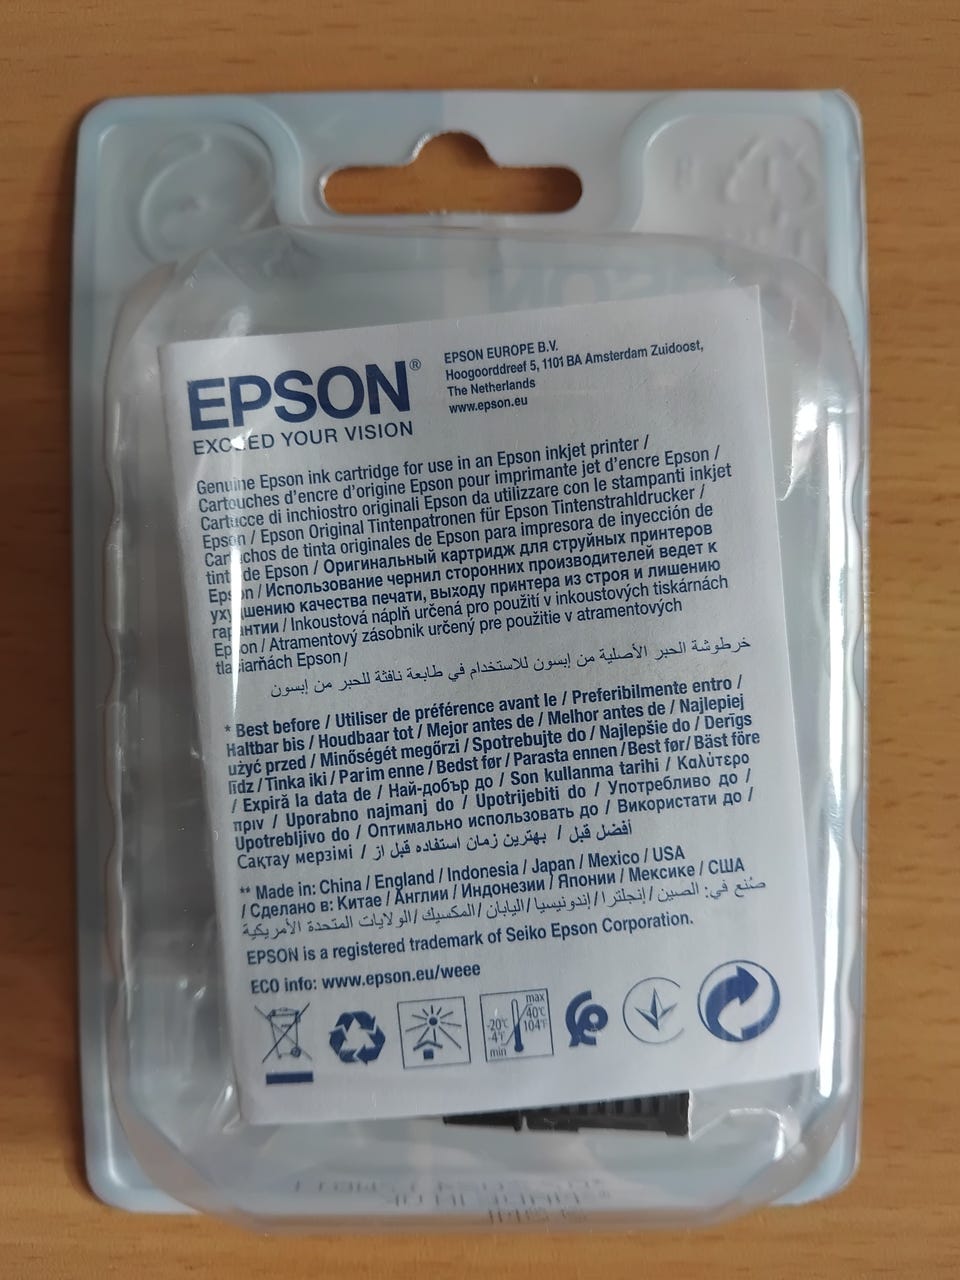 EPSON®
EXCEED YOUR VISION
EPSON EUROPE B.V.
Hoogoorddreef 5, 1101 BA Amsterdam Zuidoost,
The Netherlands
www.epson.eu
Genuine Epson ink cartridge for use in an Epson inkjet printer /
Cartouches d'encre d'origine Epson pour imprimante jet d'encre Epson /
Cartucce di inchiostro originali Epson da utilizzare con le stampanti inkjet
Epson / Epson Original Tintenpatronen für Epson Tintenstrahldrucker /
Cartuchos de tinta originales de Epson para impresora de inyección de
tinta de Epson / Оригинальный картридж для струйных принтеров
Epson / Использование чернил сторонних производителей ведет к
ухудшению качества печати, выходу принтера из строя и лишению
гарантии / Inkoustová náplň určená pro použití v inkoustových tiskárnách
Epson / Atramentový zásobník určený pre použitie v atramentových
tlačiarňách Epson /
خرطوشة الحبر الأصلية من إبسون للاستخدام في طابعة نافثة للحبر من إبسون
* Best before / Utiliser de préférence avant le / Preferibilmente entro /
Haltbar bis / Houdbaar tot / Mejor antes de / Melhor antes de / Najlepiej
użyć przed / Minőségét megőrzi / Spotrebujte do / Najlepšie do / Derīgs
līdz / Tinka iki / Parim enne / Bedst før / Parasta ennen / Best før / Bäst före
/ Expiră la data de / Най-добър до / Son kullanma tarihi / Καλύτερο
πριν / Uporabno najmanj do / Upotrijebiti do / Употребливо до /
Upotrebljivo do / Оптимально использовать до / Використати до /
Сақтау мерзімі / أفضل قبل / بهترین زمان استفاده قبل از
** Made in: China / England / Indonesia / Japan / Mexico / USA
/ Сделано в: Китае / Англии / Индонезии / Японии / Мексике / США
صُنع في: الصين / إنجلترا / إندونيسيا / اليابان / المكسيك / الولايات المتحدة الأمريكية
EPSON is a registered trademark of Seiko Epson Corporation.
ECO info: www.epson.eu/weee
max
40°C
104°F
-20°C
-4°F
min